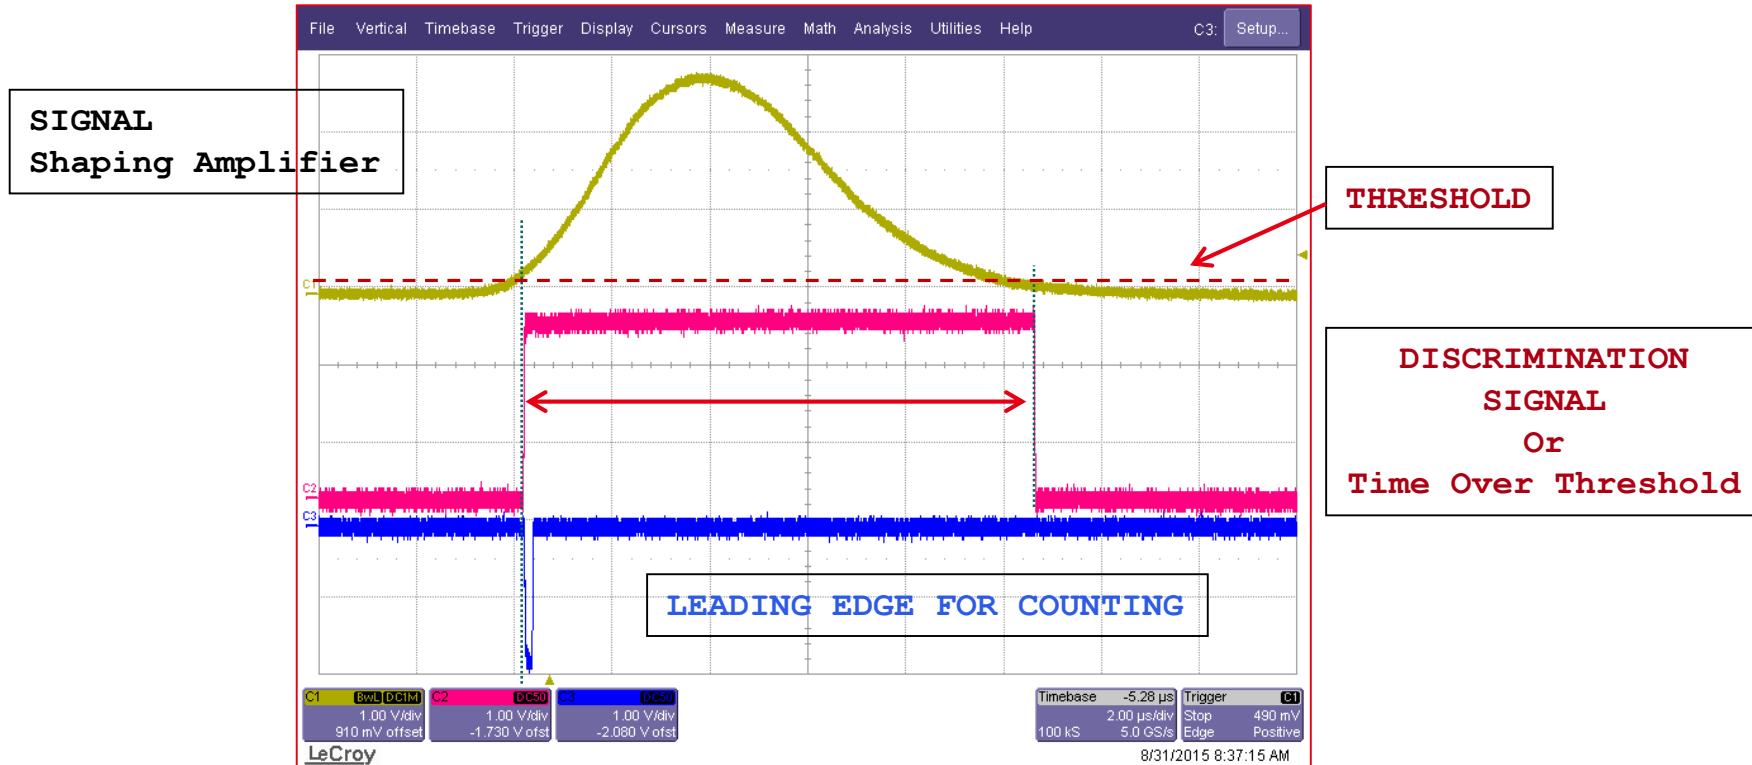 File Vertical Timebase Trigger Display Cursors Measure Math Analysis Utilities Help C3: Setup...
SIGNAL
Shaping Amplifier
THRESHOLD
C1
DISCRIMINATION
SIGNAL
Or
Time Over Threshold
C2
C3
LEADING EDGE FOR COUNTING
C1 BwL DC1M
1.00 V/div
910 mV offset
C2 DC50
1.00 V/div
-1.730 V ofst
C3 DC50
1.00 V/div
-2.080 V ofst
Timebase -5.28 µs
2.00 µs/div
100 kS 5.0 GS/s
Trigger C1
Stop 490 mV
Edge Positive
LeCroy
8/31/2015 8:37:15 AM